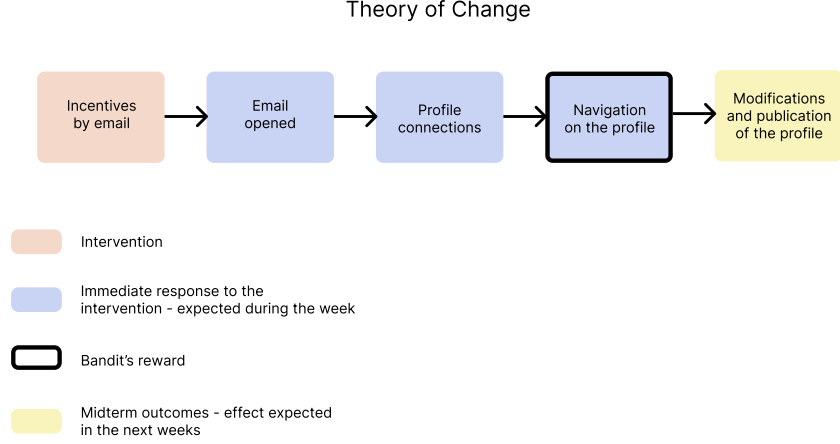 Theory of Change
Incentives
by email
Email
opened
Profile
connections
Navigation
on the profile
Modifications
and publication
of the profile
Intervention
Immediate response to the
intervention - expected during the week
Bandit's reward
Midterm outcomes - effect expected
in the next weeks